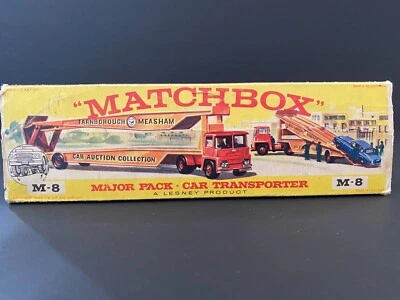 "MATCHBOX"
FARNBOROUGH MEASHAM
CAR AUCTION COLLECTION
M-8
MAJOR PACK · CAR TRANSPORTER
M-8
A LESNEY PRODUCT